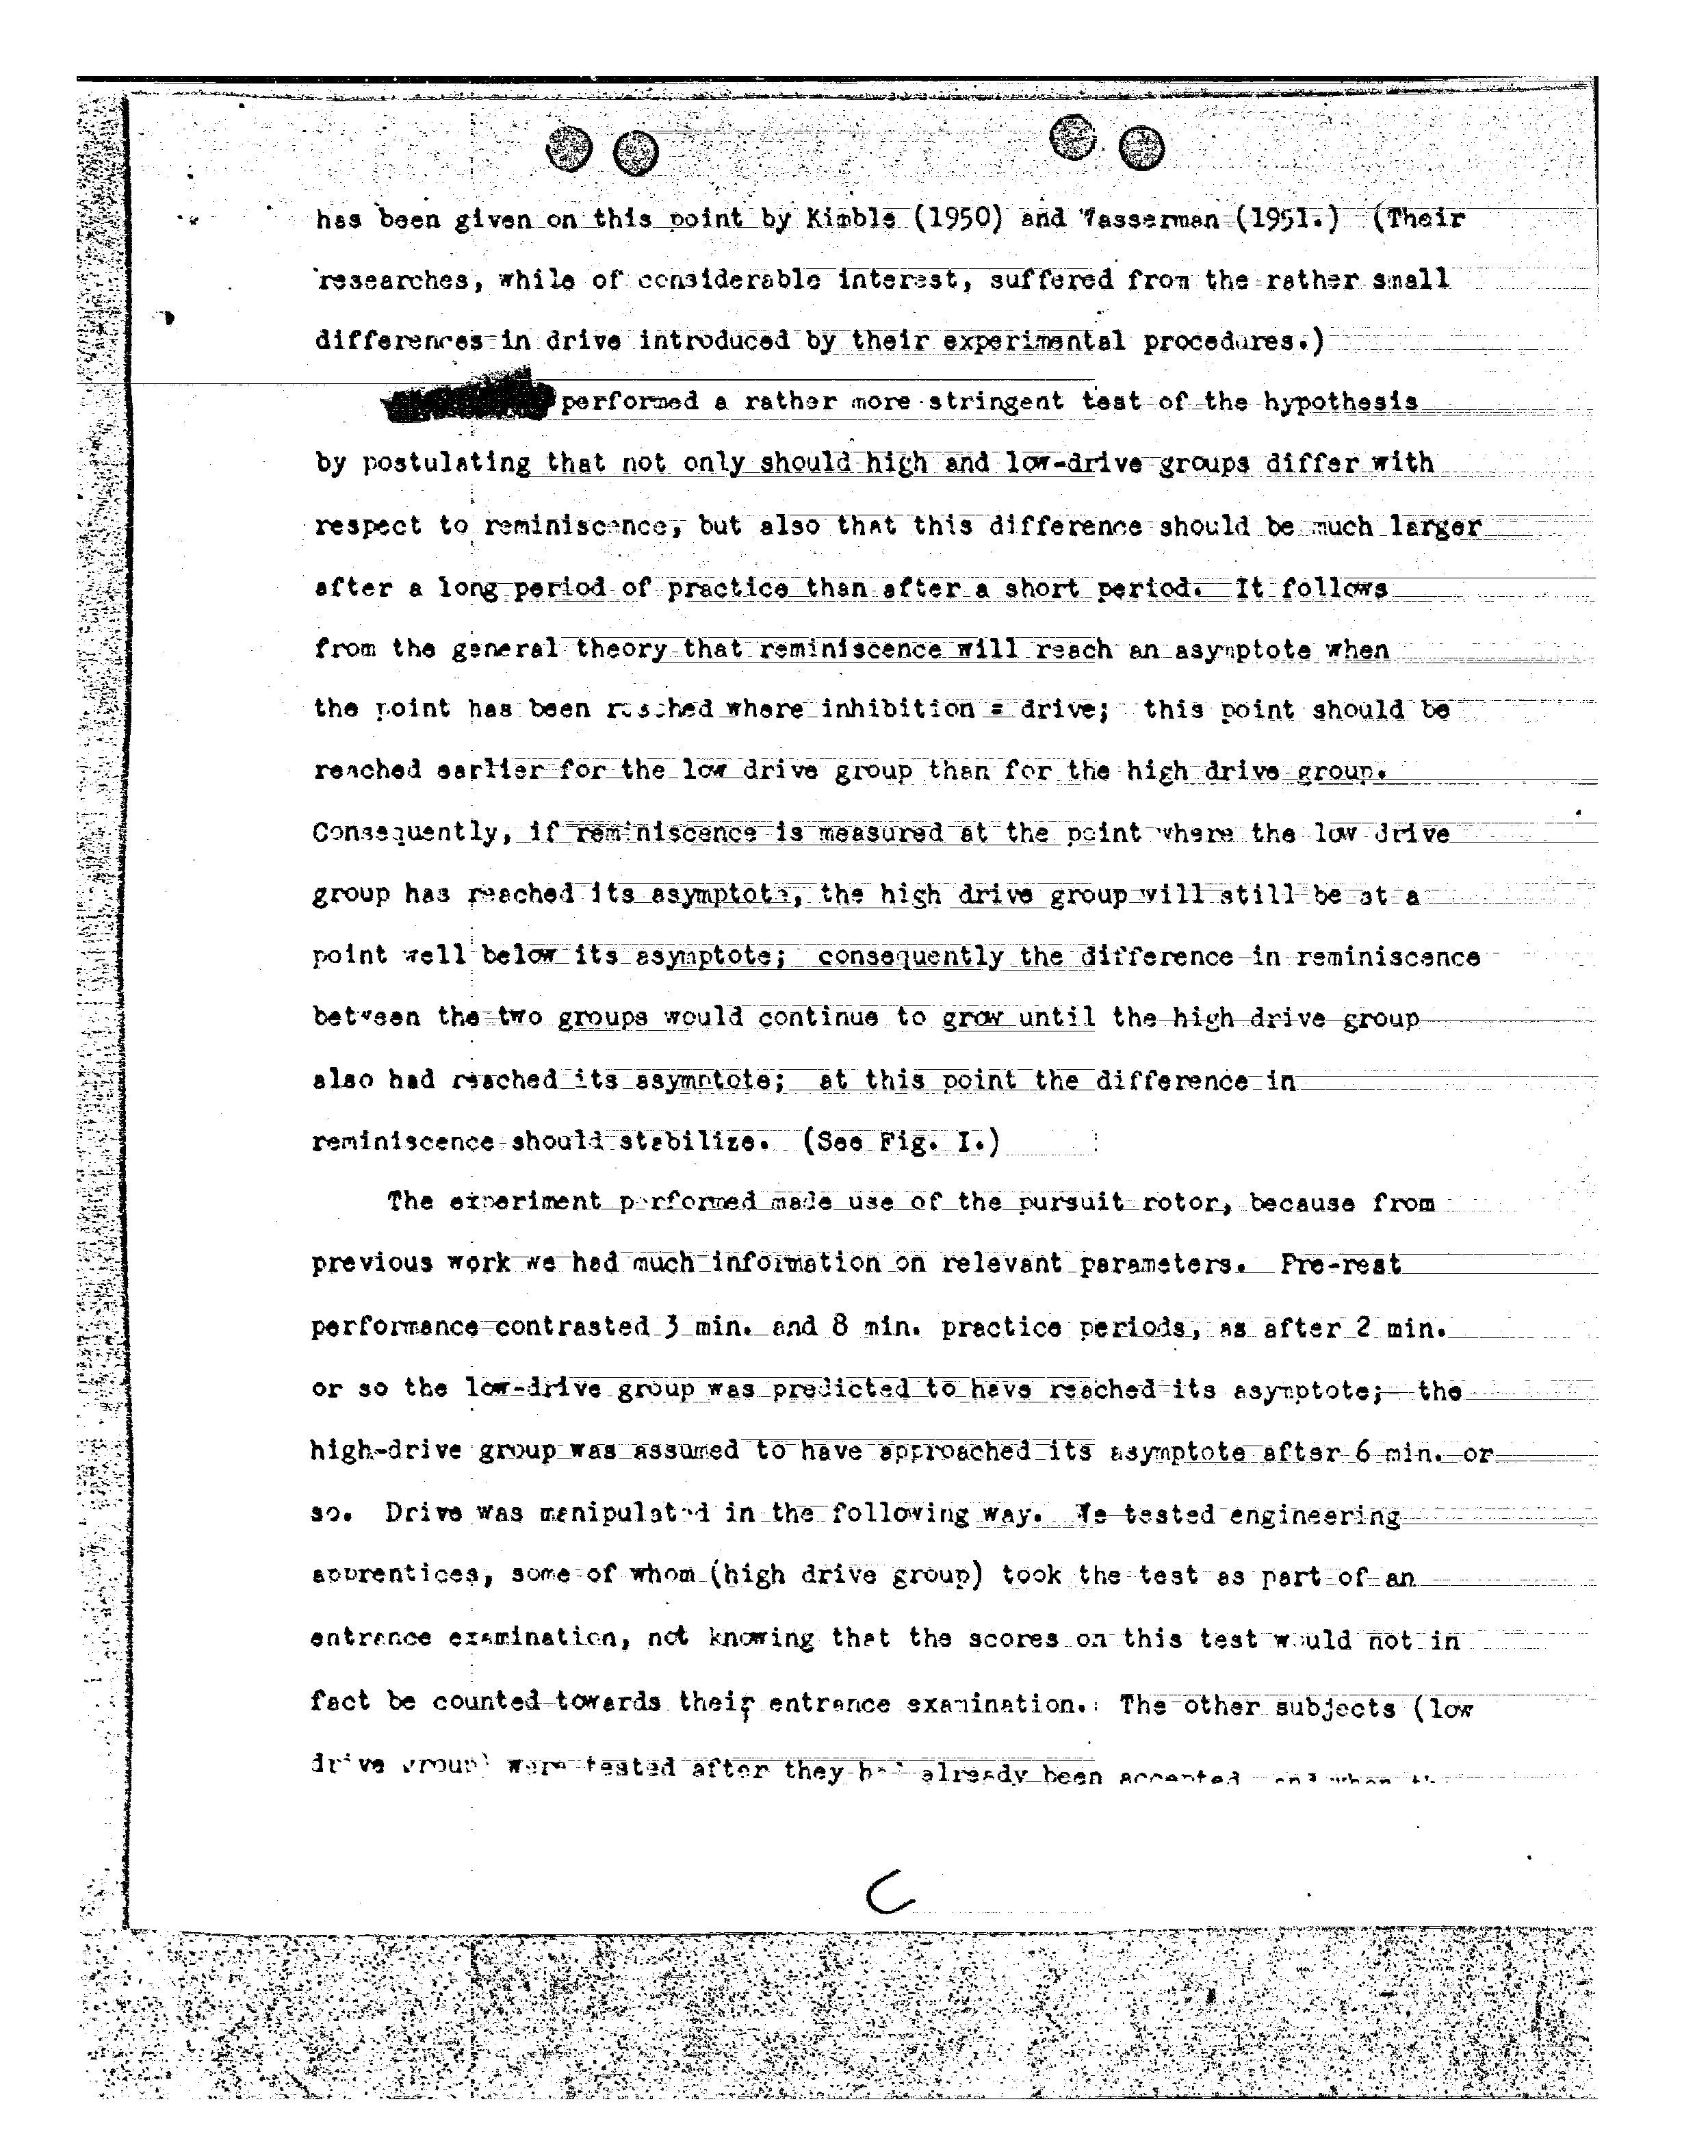 has been given on this point by Kimble (1950) and Wasserman (1951.) (Their
researches, while of considerable interest, suffered from the rather small
differences in drive introduced by their experimental procedures.)
performed a rather more stringent test of the hypothesis
by postulating that not only should high and low-drive groups differ with
respect to reminiscence, but also that this difference should be much larger
after a long period of practice than after a short period. It follows
from the general theory that reminiscence will reach an asymptote when
the point has been reached where inhibition = drive; this point should be
reached earlier for the low drive group than for the high drive group.
Consequently, if reminiscence is measured at the point where the low drive
group has reached its asymptote, the high drive group will still be at a
point well below its asymptote; consequently the difference in reminiscence
between the two groups would continue to grow until the high drive group
also had reached its asymptote; at this point the difference in
reminiscence should stabilize. (See Fig. I.)
The experiment performed made use of the pursuit rotor, because from
previous work we had much information on relevant parameters. Pre-rest
performance contrasted 3 min. and 8 min. practice periods, as after 2 min.
or so the low-drive group was predicted to have reached its asymptote; the
high-drive group was assumed to have approached its asymptote after 6 min. or
so. Drive was manipulated in the following way. We tested engineering
apprentices, some of whom (high drive group) took the test as part of an
entrance examination, not knowing that the scores on this test would not in
fact be counted towards their entrance examination. The other subjects (low
drive group) were tested after they had already been accepted and when